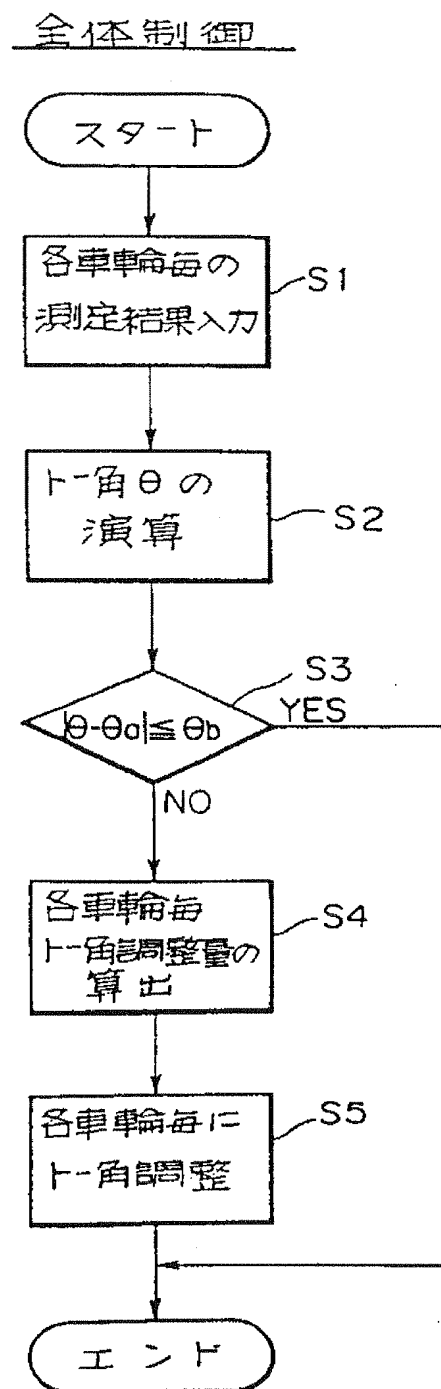 全体制御
スタート
各車輪毎の
測定結果入力
S1
トー角θの
演算
S2
S3
|θ-θa|≦θb
YES
NO
各車輪毎
トー角調整量の
算出
S4
各車輪毎に
トー角調整
S5
エンド